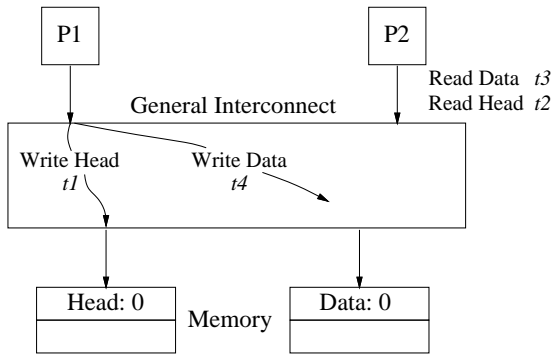 P1
P2
Read Data t3
Read Head t2
General Interconnect
Write Head
t1
Write Data
t4
Head: 0
Memory
Data: 0